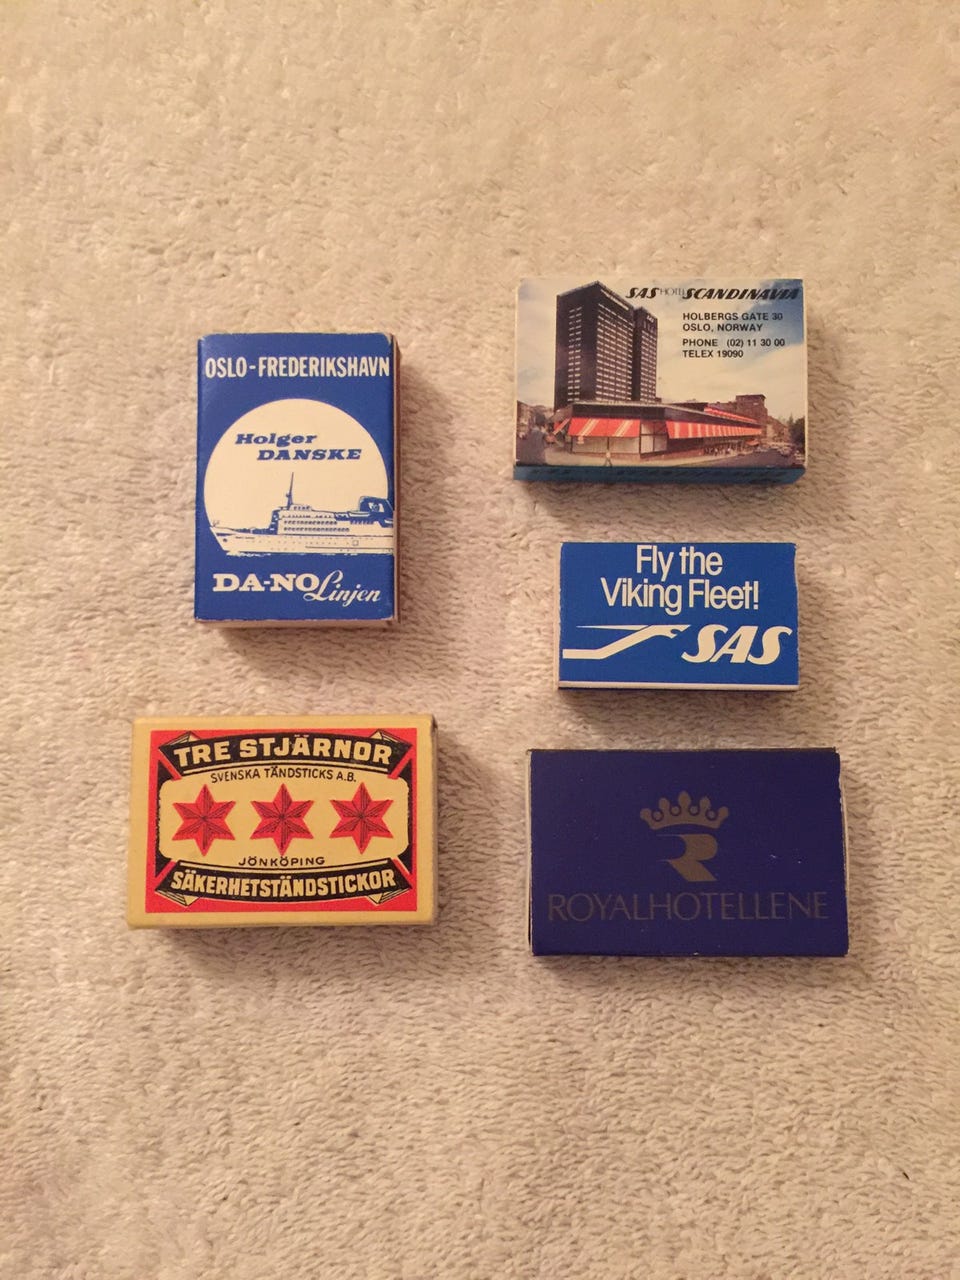 OSLO-FREDERIKSHAVN
Holger
DANSKE
DA-NO Linjen
SAS HOTEL SCANDINAVIA
HOLBERGS GATE 30
OSLO, NORWAY
PHONE (02) 11 30 00
TELEX 19090
Fly the
Viking Fleet!
SAS
TRE STJÄRNOR
SVENSKA TÄNDSTICKS A.B.
JÖNKÖPING
SÄKERHETSTÄNDSTICKOR
R
ROYALHOTELLENE